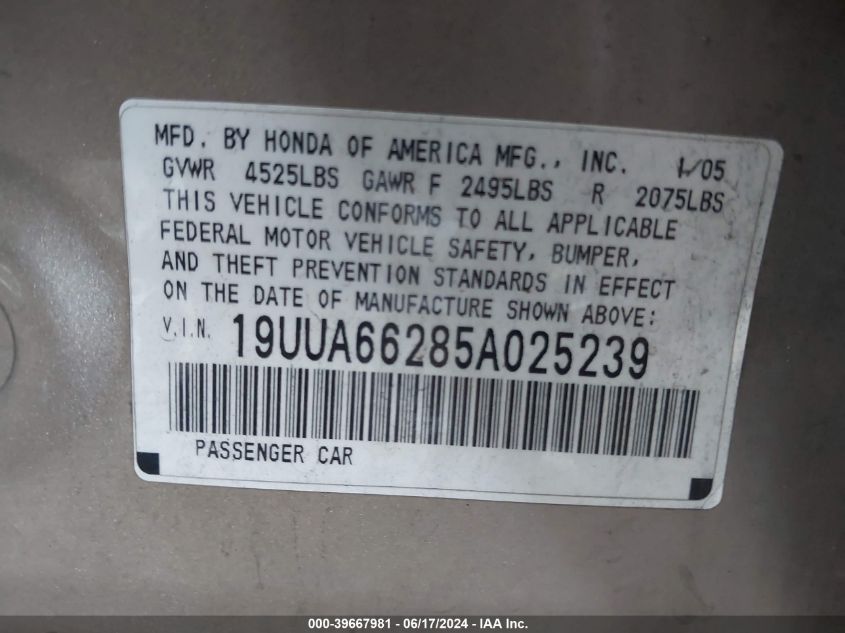 MFD. BY HONDA OF AMERICA MFG., INC. 1/05
GVWR 4525LBS GAWR F 2495LBS R 2075LBS
THIS VEHICLE CONFORMS TO ALL APPLICABLE
FEDERAL MOTOR VEHICLE SAFETY, BUMPER,
AND THEFT PREVENTION STANDARDS IN EFFECT
ON THE DATE OF MANUFACTURE SHOWN ABOVE:
V.I.N. 19UUA66285A025239
PASSENGER CAR
000-39667981 - 06/17/2024 - IAA Inc.